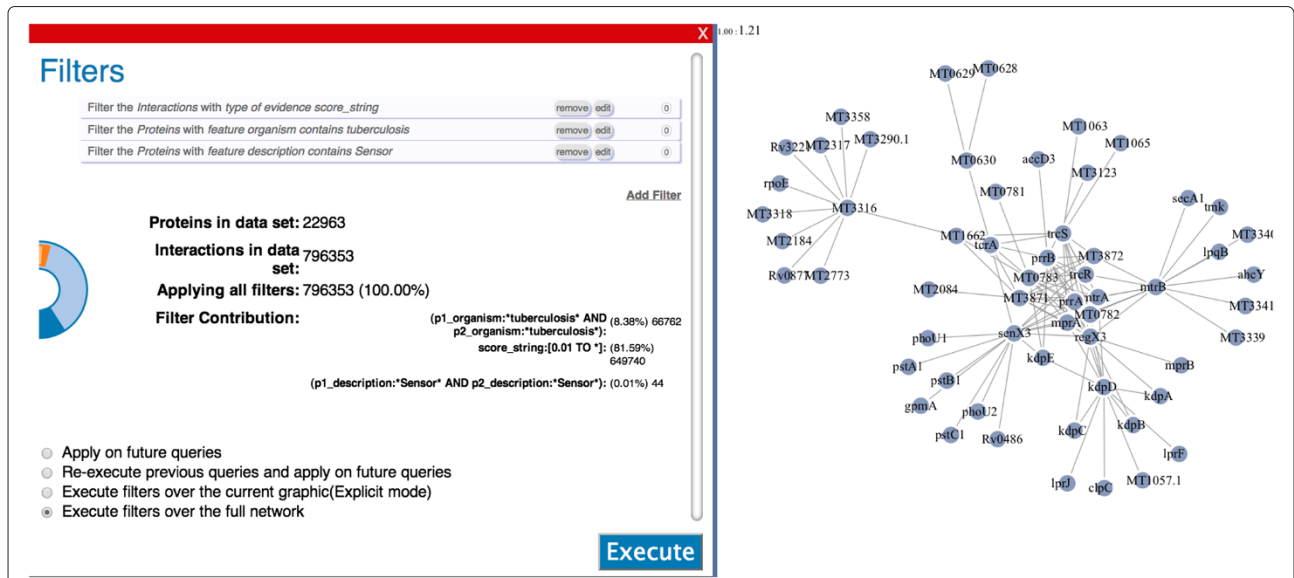 X
Filters
Filter the Interactions with type of evidence score_string remove edit 0
Filter the Proteins with feature organism contains tuberculosis remove edit 0
Filter the Proteins with feature description contains Sensor remove edit 0
Add Filter
Proteins in data set: 22963
Interactions in data set: 796353
Applying all filters: 796353 (100.00%)
Filter Contribution:
(p1_organism:*tuberculosis* AND
p2_organism:*tuberculosis*): (8.38%) 66762
score_string:[0.01 TO *]: (81.59%)
649740
(p1_description:*Sensor* AND p2_description:*Sensor*): (0.01%) 44
Apply on future queries
Re-execute previous queries and apply on future queries
Execute filters over the current graphic(Explicit mode)
Execute filters over the full network
Execute
1.00 : 1.21
MT0629
MT0628
MT3358
MT2317
MT3290.1
rpoE
MT3316
MT3318
MT2184
Rv0877
MT2773
MT0630
accD3
MT1063
MT1065
MT3123
MT0781
MT1662
tcrA
trcS
prrB
MT3872
MT0783
trcR
MT2084
MT3871
prrA
mtrA
MT0782
mprA
senX3
regX3
kdpE
mtrB
secA1
tmk
lpqB
ahcY
MT3341
MT3339
mprB
phoU1
pstA1
pstB1
gpmA
phoU2
pstC1
Rv0486
kdpD
kdpA
kdpB
kdpC
lprF
lprJ
clpC
MT1057.1